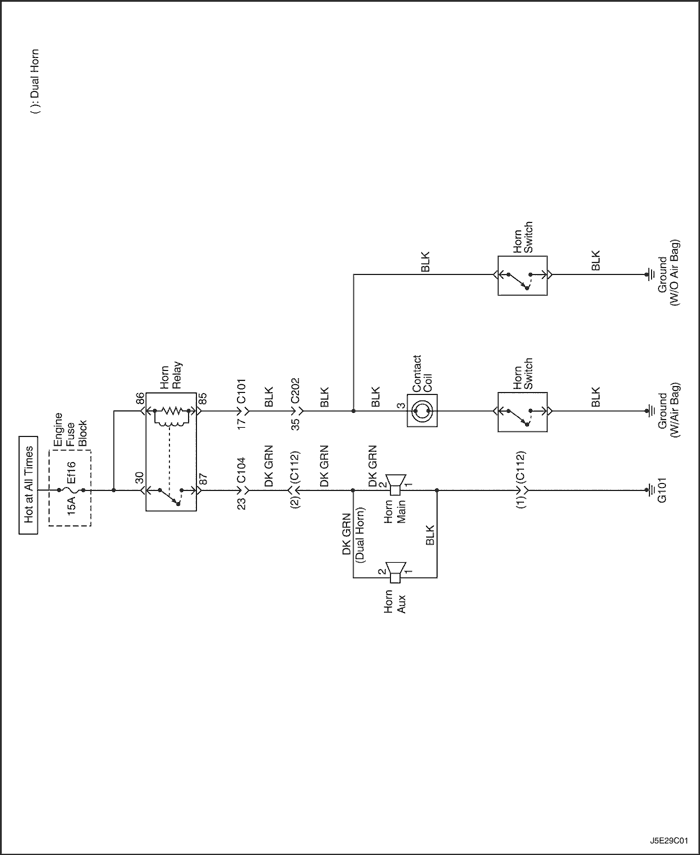 ( ): Dual Horn
Hot at All Times
Engine
Fuse
Block
Ef16
15A
Horn
Relay
30
86
87
85
23
C104
17
C101
DK GRN
BLK
(2)
(C112)
35
C202
DK GRN
BLK
DK GRN
(Dual Horn)
DK GRN
BLK
BLK
2
Horn
Aux
1
2
Horn
Main
1
BLK
3
Contact
Coil
Horn
Switch
Horn
Switch
(1)
(C112)
BLK
BLK
G101
Ground
(W/Air Bag)
Ground
(W/O Air Bag)
J5E29C01